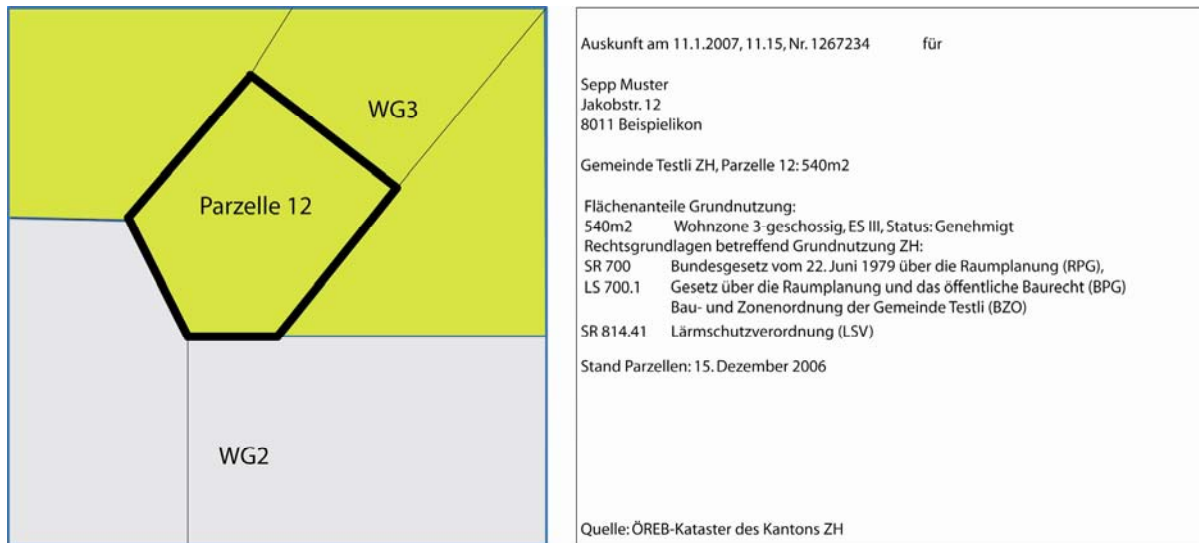 WG3
Parzelle 12
WG2
Auskunft am 11.1.2007, 11.15, Nr. 1267234 für
Sepp Muster
Jakobstr. 12
8011 Beispielikon
Gemeinde Testli ZH, Parzelle 12: 540m2
Flächenanteile Grundnutzung:
540m2 Wohnzone 3-geschossig, ES III, Status: Genehmigt
Rechtsgrundlagen betreffend Grundnutzung ZH:
SR 700 Bundesgesetz vom 22. Juni 1979 über die Raumplanung (RPG),
LS 700.1 Gesetz über die Raumplanung und das öffentliche Baurecht (BPG)
Bau- und Zonenordnung der Gemeinde Testli (BZO)
SR 814.41 Lärmschutzverordnung (LSV)
Stand Parzellen: 15. Dezember 2006
Quelle: ÖREB-Kataster des Kantons ZH